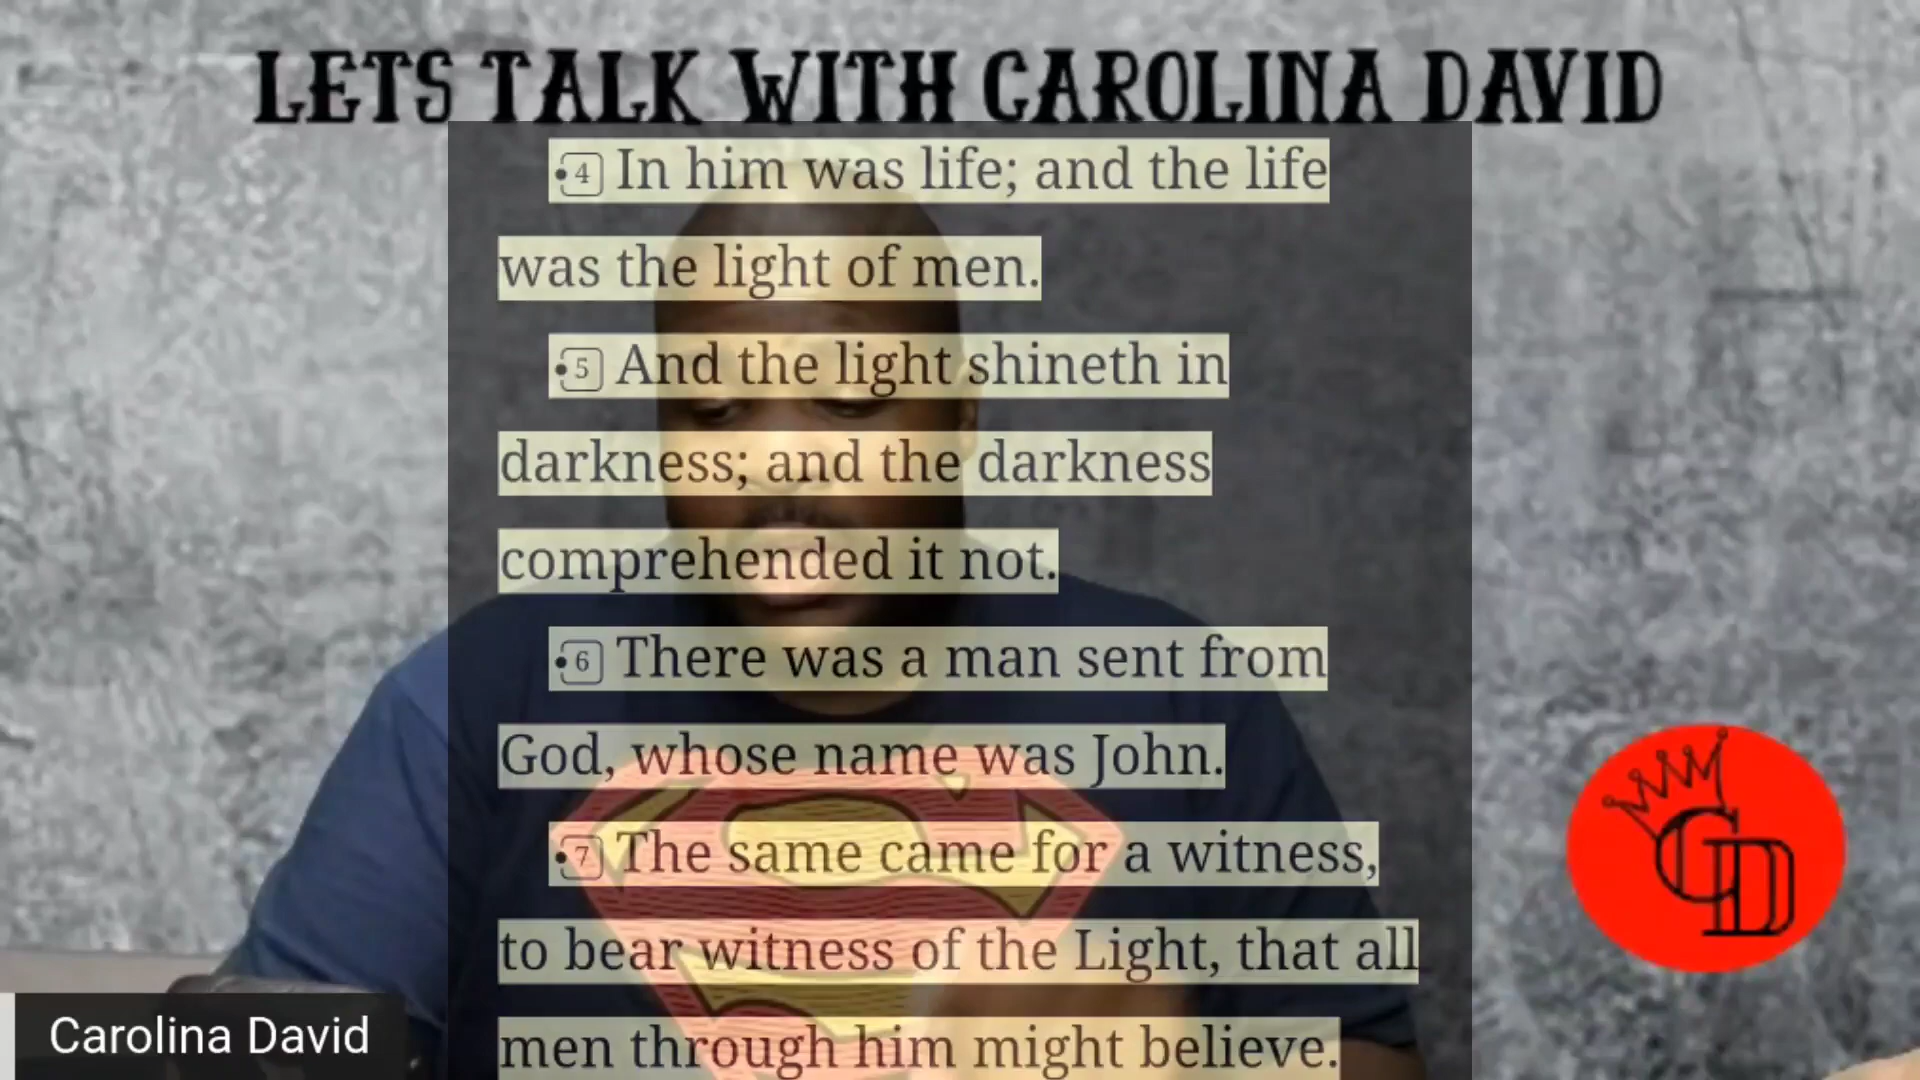 LETS TALK WITH CAROLINA DAVID
4 In him was life; and the life
was the light of men.
5 And the light shineth in
darkness; and the darkness
comprehended it not.
6 There was a man sent from
God, whose name was John.
7 The same came for a witness,
to bear witness of the Light, that all
men through him might believe.
CD
Carolina David